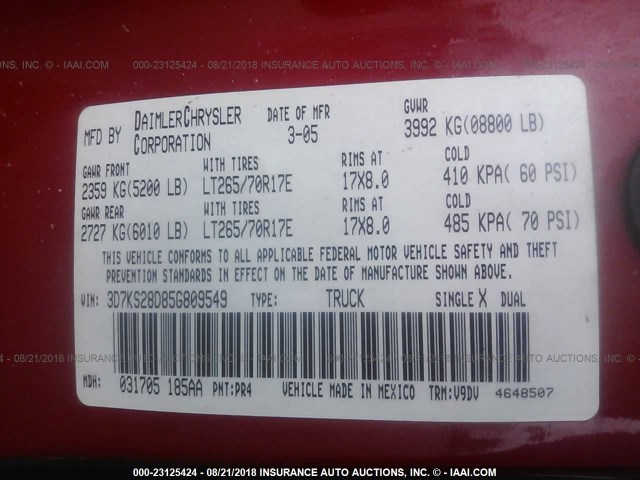 INC. - IAAI.COM 000-23125424 - 08/21/2018 INSURANCE AUTO AUCTIONS, INC. - IAAI.COM
MFD BY DAIMLERCHRYSLER CORPORATION DATE OF MFR 3-05 GVWR 3992 KG(08800 LB)
GAWR FRONT WITH TIRES RIMS AT COLD
2359 KG(5200 LB) LT265/70R17E 17X8.0 410 KPA( 60 PSI)
GAWR REAR WITH TIRES RIMS AT COLD
2727 KG(6010 LB) LT265/70R17E 17X8.0 485 KPA( 70 PSI)
THIS VEHICLE CONFORMS TO ALL APPLICABLE FEDERAL MOTOR VEHICLE SAFETY AND THEFT
PREVENTION STANDARDS IN EFFECT ON THE DATE OF MANUFACTURE SHOWN ABOVE.
VIN: 3D7KS28D85G809549 TYPE: TRUCK SINGLE X DUAL
MDH: 031705 185AA PNT:PR4 VEHICLE MADE IN MEXICO TRM:V9DV 4648507
000-23125424 - 08/21/2018 INSURANCE AUTO AUCTIONS, INC. - IAAI.COM